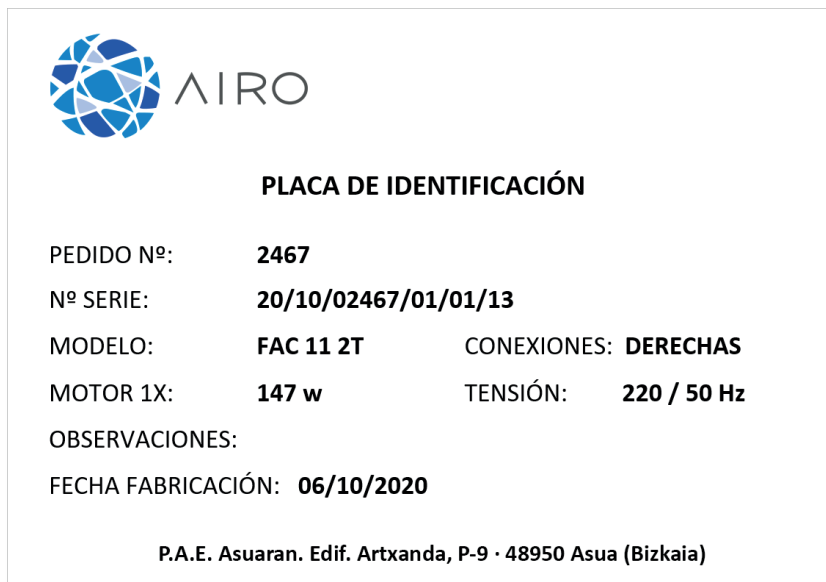 AIRO
PLACA DE IDENTIFICACIÓN
PEDIDO Nº: 2467
Nº SERIE: 20/10/02467/01/01/13
MODELO: FAC 11 2T CONEXIONES: DERECHAS
MOTOR 1X: 147 w TENSIÓN: 220 / 50 Hz
OBSERVACIONES:
FECHA FABRICACIÓN: 06/10/2020
P.A.E. Asuaran. Edif. Artxanda, P-9 · 48950 Asua (Bizkaia)